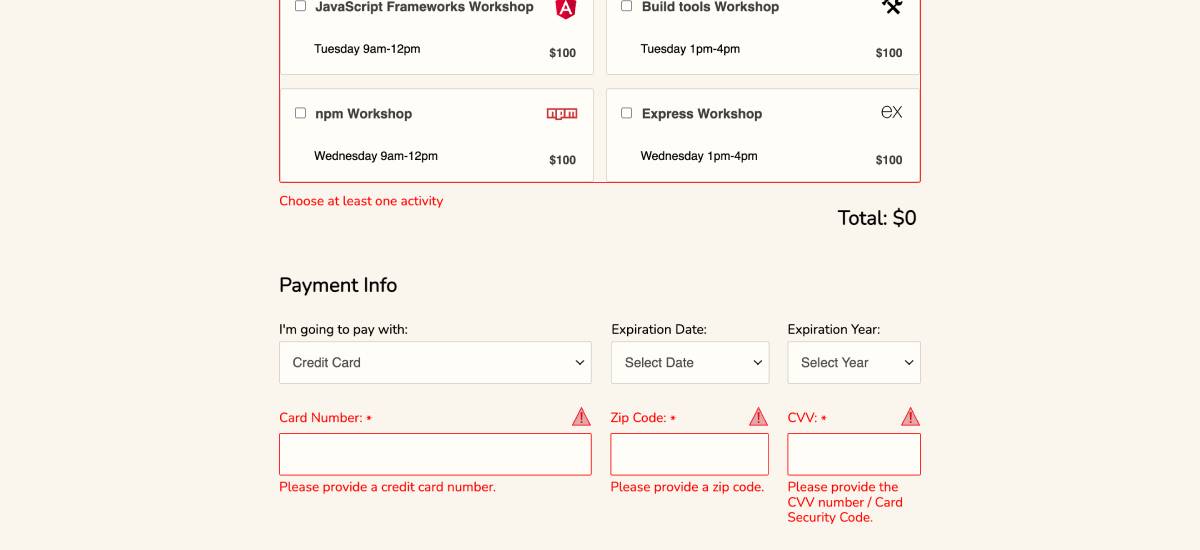 JavaScript Frameworks Workshop
Tuesday 9am-12pm
$100
Build tools Workshop
Tuesday 1pm-4pm
$100
npm Workshop
npm
Wednesday 9am-12pm
$100
Express Workshop
ex
Wednesday 1pm-4pm
$100
Choose at least one activity
Total: $0
Payment Info
I'm going to pay with:
Credit Card
Expiration Date:
Select Date
Expiration Year:
Select Year
Card Number: *
Please provide a credit card number.
Zip Code: *
Please provide a zip code.
CVV: *
Please provide the
CVV number / Card
Security Code.